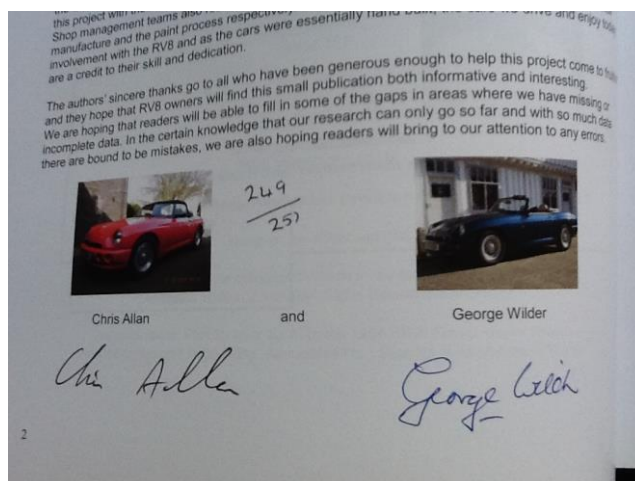 this project with
Shop management teams also
manufacture and the paint process respectively
involvement with the RV8 and as the cars were essentially hand built, the cars we drive and enjoy today
are a credit to their skill and dedication.
The authors' sincere thanks go to all who have been generous enough to help this project come to fruition
and they hope that RV8 owners will find this small publication both informative and interesting.
We are hoping that readers will be able to fill in some of the gaps in areas where we have missing or
incomplete data. In the certain knowledge that our research can only go so far and with so much data
there are bound to be mistakes, we are also hoping readers will bring to our attention to any errors.
249
251
Chris Allan and George Wilder
Chris Allan George
2